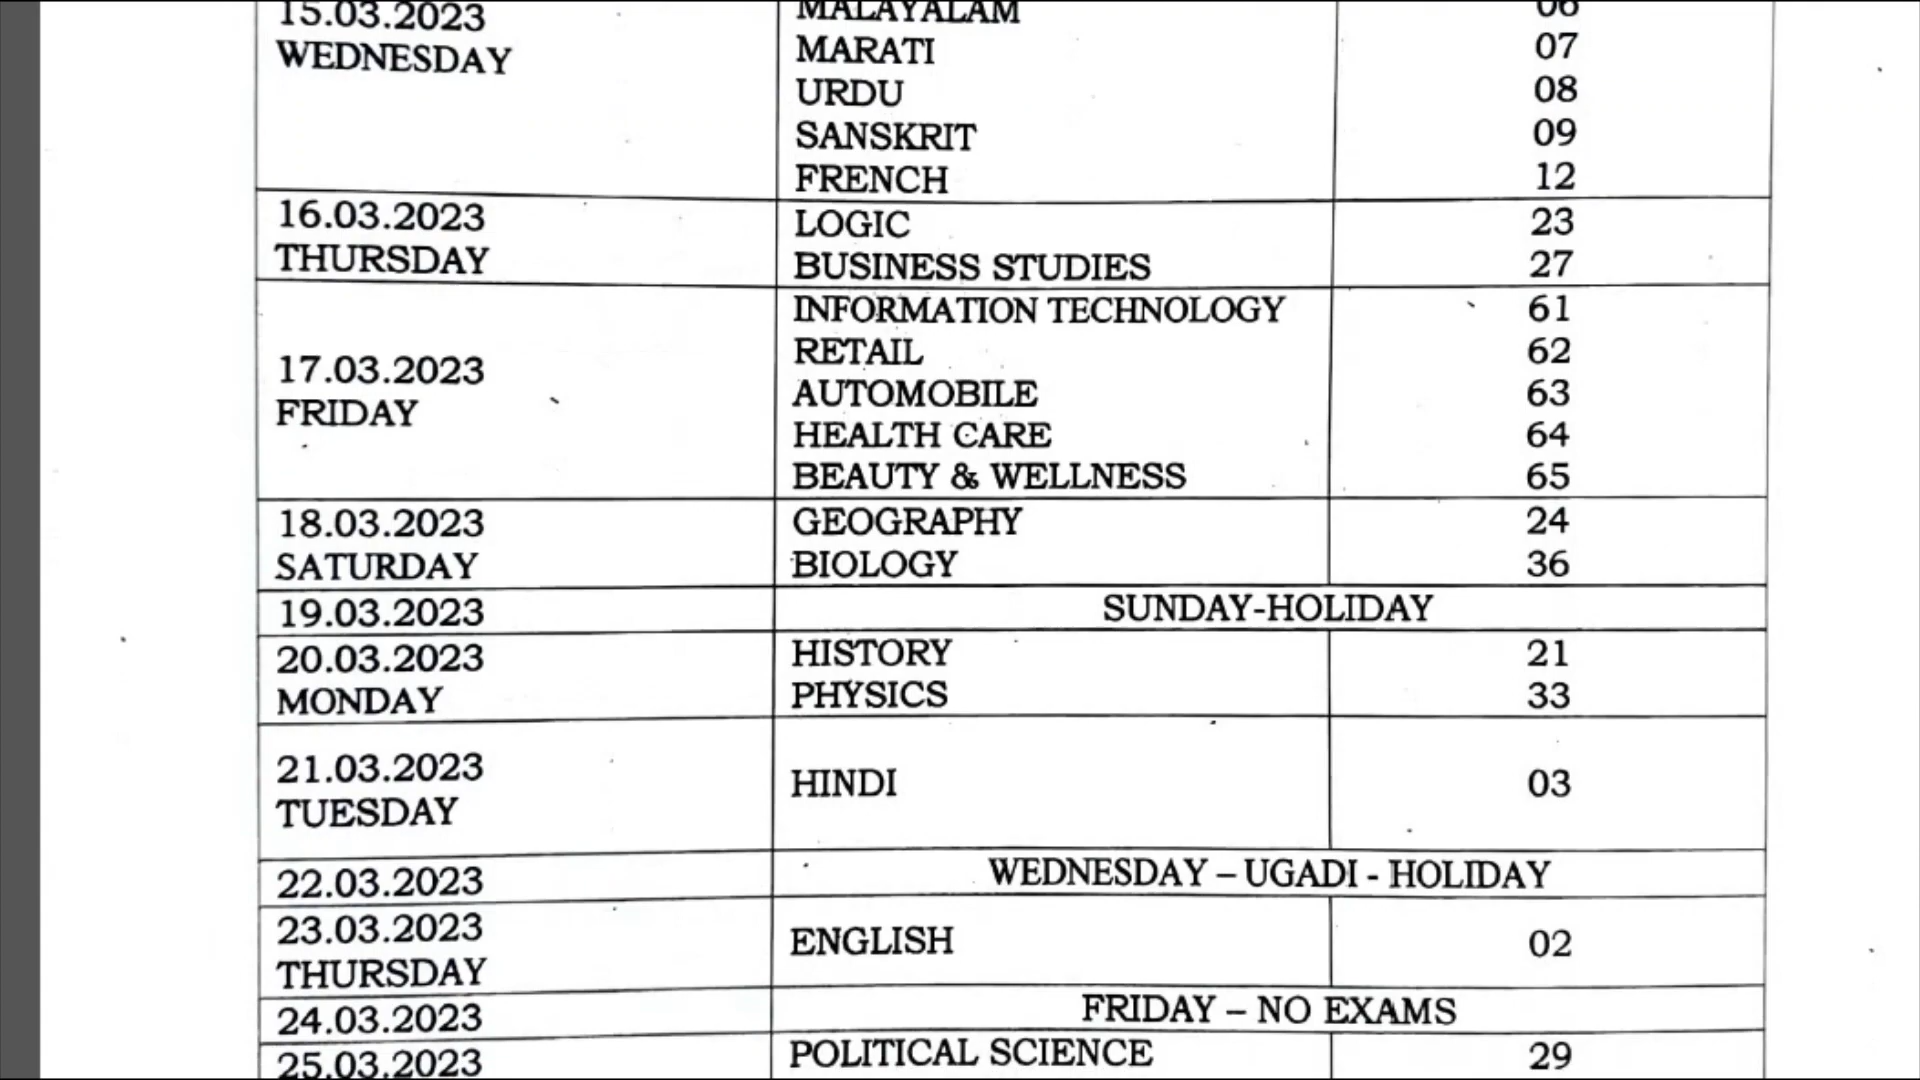 15.03.2023
WEDNESDAY
MALAYALAM 06
MARATI 07
URDU 08
SANSKRIT 09
FRENCH 12
16.03.2023
THURSDAY
LOGIC 23
BUSINESS STUDIES 27
17.03.2023
FRIDAY
INFORMATION TECHNOLOGY 61
RETAIL 62
AUTOMOBILE 63
HEALTH CARE 64
BEAUTY & WELLNESS 65
18.03.2023
SATURDAY
GEOGRAPHY 24
BIOLOGY 36
19.03.2023 SUNDAY-HOLIDAY
20.03.2023
MONDAY
HISTORY 21
PHYSICS 33
21.03.2023
TUESDAY
HINDI 03
22.03.2023 WEDNESDAY – UGADI - HOLIDAY
23.03.2023
THURSDAY
ENGLISH 02
24.03.2023 FRIDAY – NO EXAMS
25.03.2023
POLITICAL SCIENCE 29